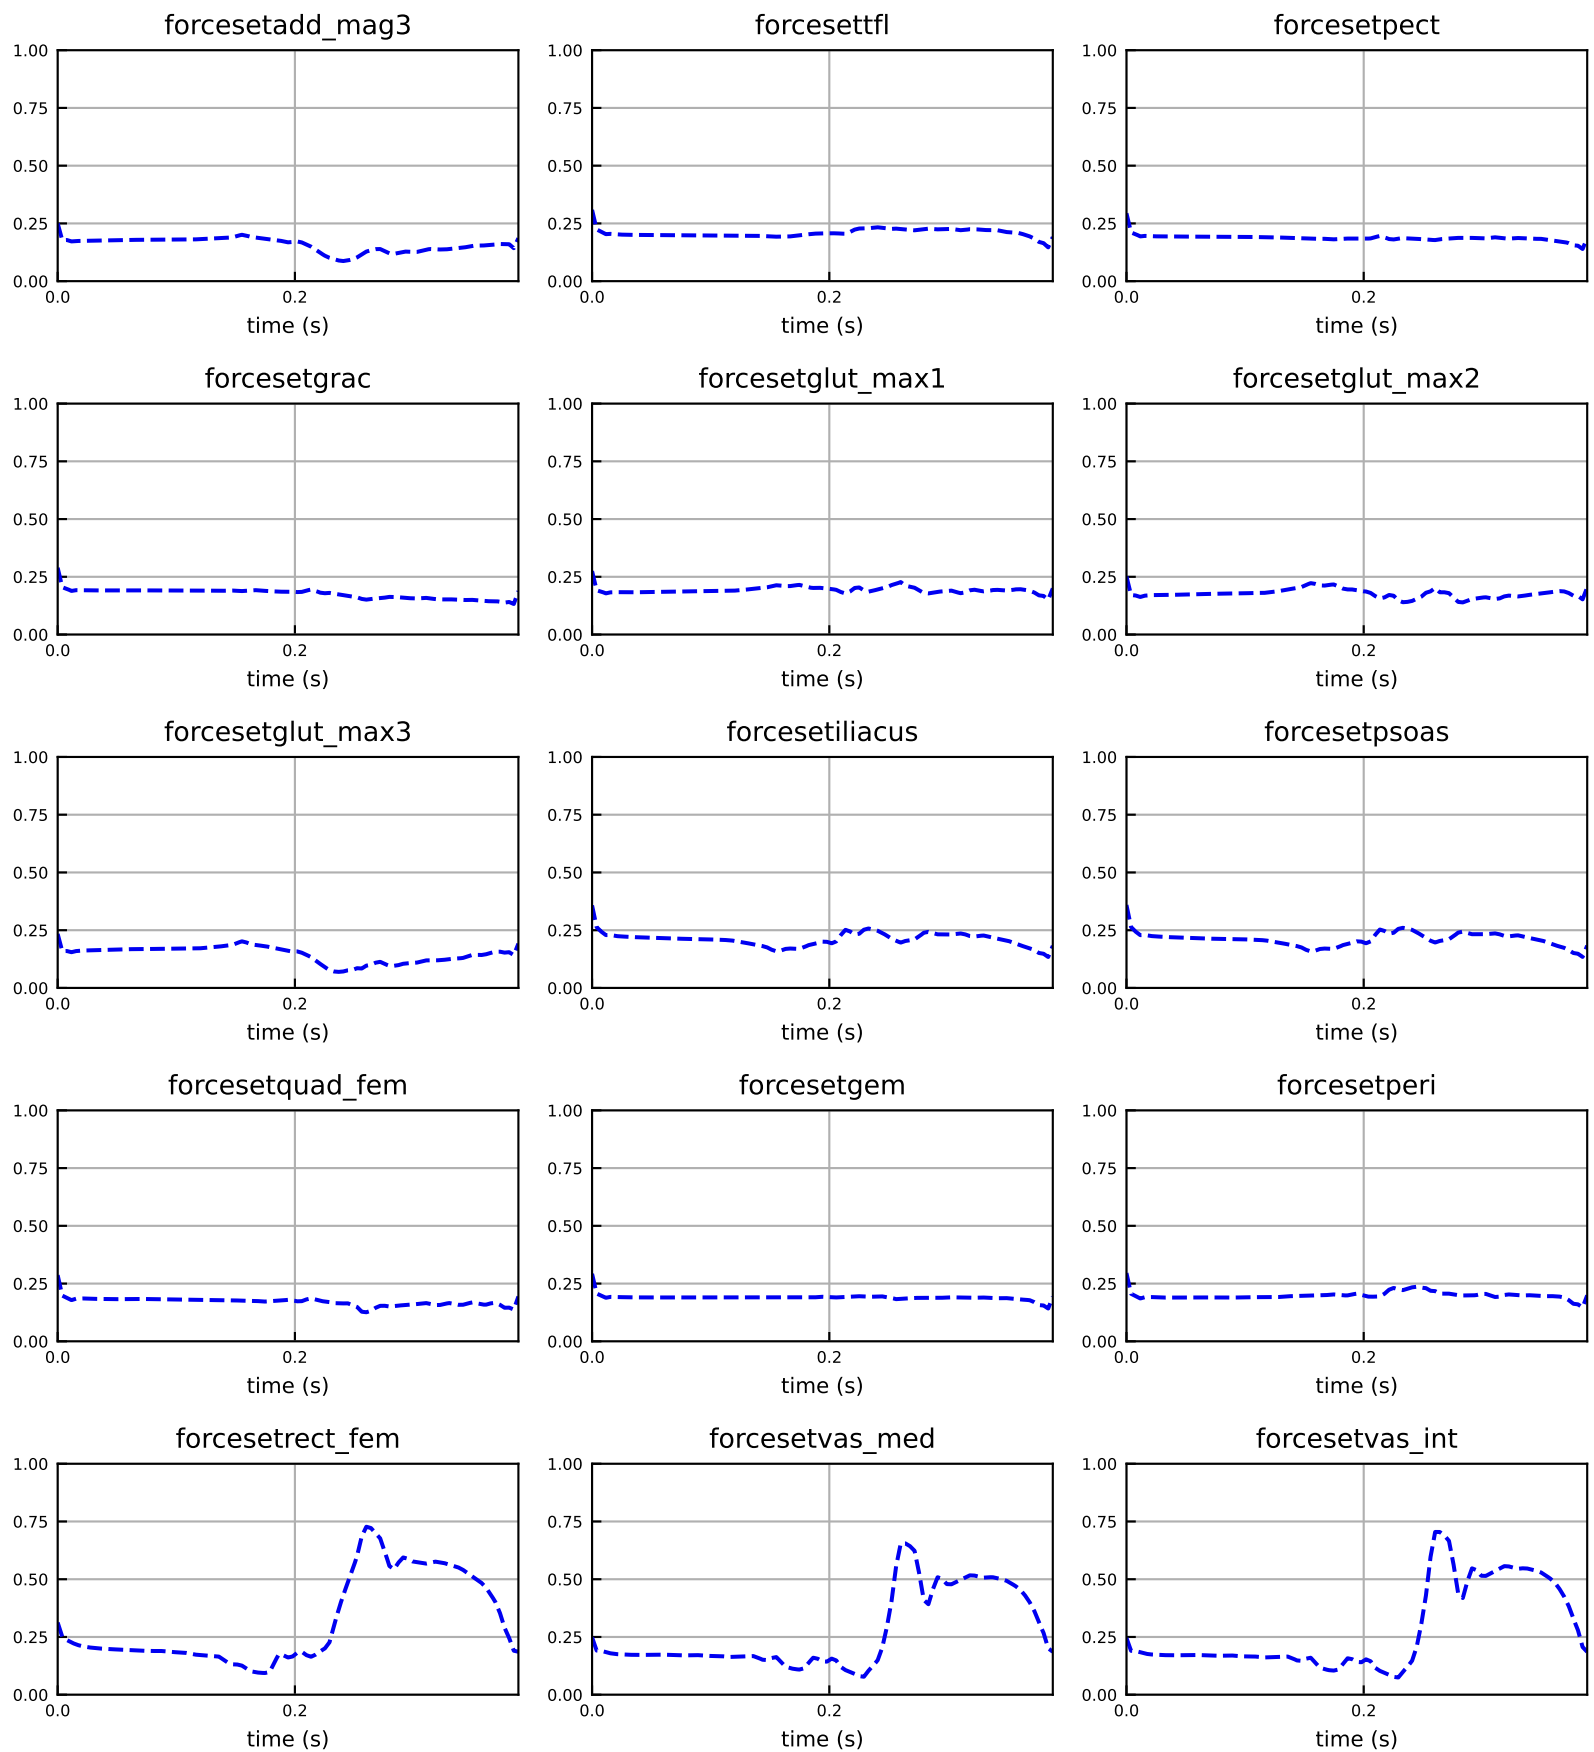 forcesetadd_mag3 forcesettfl forcesetpect
1.00 1.00 1.00
0.75 0.75 0.75
0.50 0.50 0.50
0.25 0.25 0.25
0.00 0.00 0.00
0.0 0.2 0.0 0.2 0.0 0.2
time (s) time (s) time (s)
forcesetgrac forcesetglut_max1 forcesetglut_max2
1.00 1.00 1.00
0.75 0.75 0.75
0.50 0.50 0.50
0.25 0.25 0.25
0.00 0.00 0.00
0.0 0.2 0.0 0.2 0.0 0.2
time (s) time (s) time (s)
forcesetglut_max3 forcesetiliacus forcesetpsoas
1.00 1.00 1.00
0.75 0.75 0.75
0.50 0.50 0.50
0.25 0.25 0.25
0.00 0.00 0.00
0.0 0.2 0.0 0.2 0.0 0.2
time (s) time (s) time (s)
forcesetquad_fem forcesetgem forcesetperi
1.00 1.00 1.00
0.75 0.75 0.75
0.50 0.50 0.50
0.25 0.25 0.25
0.00 0.00 0.00
0.0 0.2 0.0 0.2 0.0 0.2
time (s) time (s) time (s)
forcesetrect_fem forcesetvas_med forcesetvas_int
1.00 1.00 1.00
0.75 0.75 0.75
0.50 0.50 0.50
0.25 0.25 0.25
0.00 0.00 0.00
0.0 0.2 0.0 0.2 0.0 0.2
time (s) time (s) time (s)